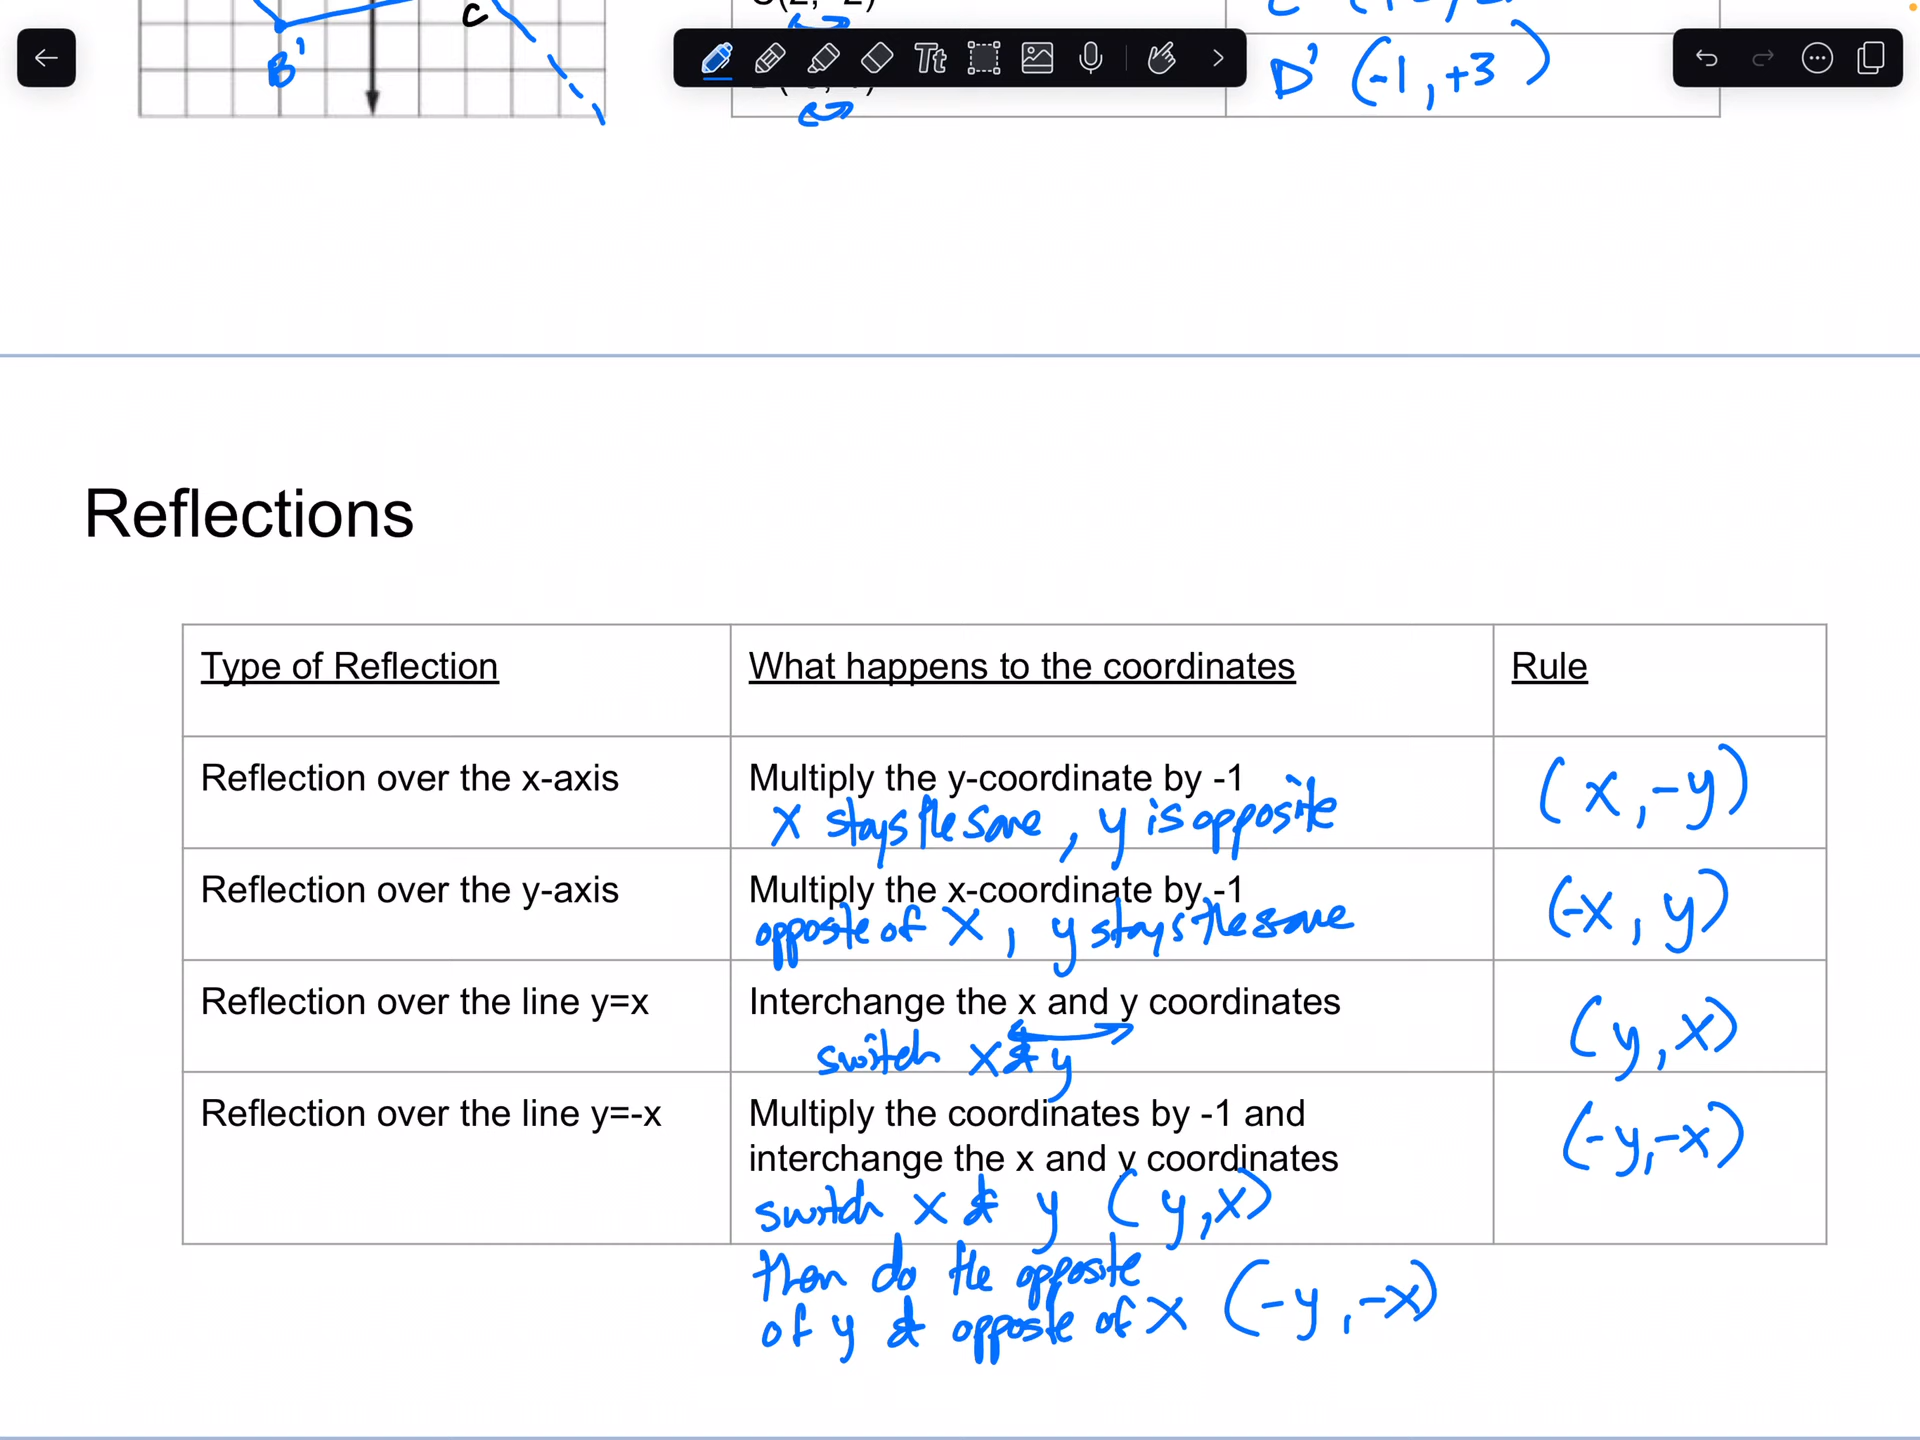 C
B'
D' (-1, +3)
Tt
Reflections
Type of Reflection
What happens to the coordinates
Rule
Reflection over the x-axis
Multiply the y-coordinate by -1
x stays the same, y is opposite
(x, -y)
Reflection over the y-axis
Multiply the x-coordinate by -1
opposite of x, y stays the same
(-x, y)
Reflection over the line y=x
Interchange the x and y coordinates
switch x & y
(y, x)
Reflection over the line y=-x
Multiply the coordinates by -1 and
interchange the x and y coordinates
(-y, -x)
switch x & y (y, x)
then do the opposite
of y & opposite of x (-y, -x)